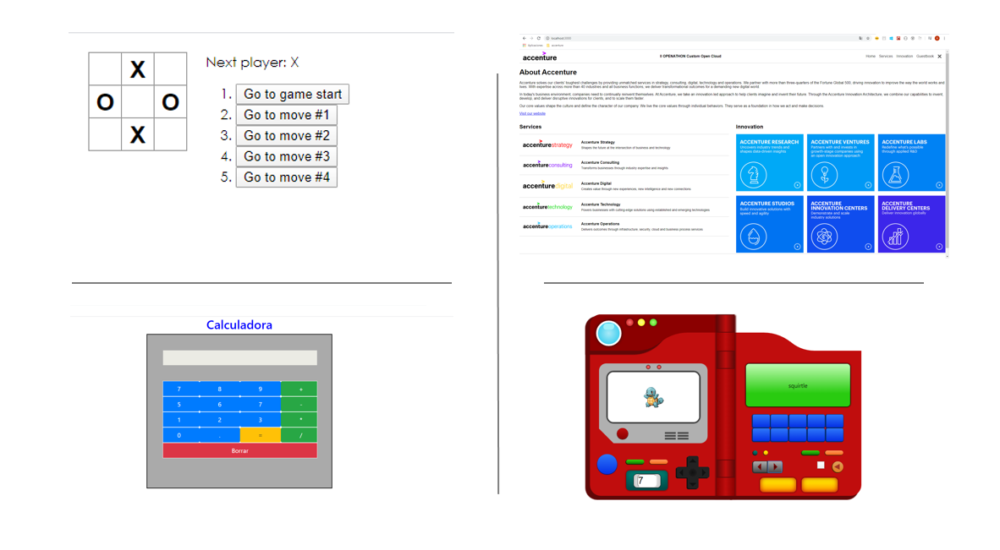 X
O O
X
Next player: X
1. Go to game start
2. Go to move #1
3. Go to move #2
4. Go to move #3
5. Go to move #4
localhost:3000
accenture
II OPENATHON Custom Open Cloud
Home Services Innovation Guestbook X
About Accenture
Accenture solves our clients' toughest challenges by providing unmatched services in strategy, consulting, digital, technology and operations. We partner with more than three-quarters of the Fortune Global 500, driving innovation to improve the way the world works and
lives. With expertise across more than 40 industries and all business functions, we deliver transformational outcomes for a demanding new digital world.
In today's business environment, companies need to continually reinvent themselves. At Accenture, we take an innovation-led approach to help clients imagine and invent their future. Through the Accenture Innovation Architecture, we combine our capabilities to invent,
develop, and deliver disruptive innovations for clients, and to scale them faster
Our core values shape the culture and define the character of our company. We live the core values through individual behaviors. They serve as a foundation in how we act and make decisions
Visit our website
Services
accenturestrategy
Accenture Strategy
Shapes the future at the intersection of business and technology
accentureconsulting
Accenture Consulting
Transforms businesses through industry expertise and insights
accenturedigital
Accenture Digital
Creates value through new experiences, new intelligence and new connections
accenturetechnology
Accenture Technology
Powers businesses with cutting-edge solutions using established and emerging technologies
accentureoperations
Accenture Operations
Delivers outcomes through infrastructure, security, cloud and business process services
Innovation
ACCENTURE RESEARCH
Uncovers industry trends and
shapes data-driven insights
ACCENTURE VENTURES
Partners with and invests in
growth-stage companies using
an open innovation approach
ACCENTURE LABS
Redefine what's possible
through applied R&D
ACCENTURE STUDIOS
Build innovative solutions with
speed and agility
ACCENTURE
INNOVATION CENTERS
Demonstrate and scale
industry solutions
ACCENTURE
DELIVERY CENTERS
Deliver innovation globally
Calculadora
7 8 9 +
5 6 7 -
1 2 3 *
0 . = /
Borrar
squirtle
7